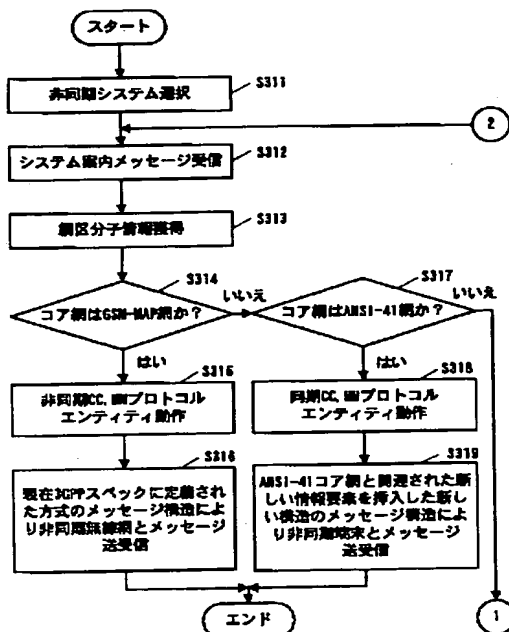 スタート
S311
非同期システム選択
2
S312
システム案内メッセージ受信
S313
網区分子情報獲得
S314
コア網はGSM-MAP網か?
いいえ
S317
コア網はANSI-41網か?
いいえ
はい
はい
S315
非同期CC, MMプロトコル
エンティティ動作
S318
同期CC, MMプロトコル
エンティティ動作
S316
現在3GPPスペックに定義され
た方式のメッセージ構造によ
り非同期無線網とメッセージ
送受信
S319
ANSI-41コア網と関連された新
しい情報要素を挿入した新し
い構造のメッセージ構造によ
り非同期端末とメッセージ
送受信
エンド
1